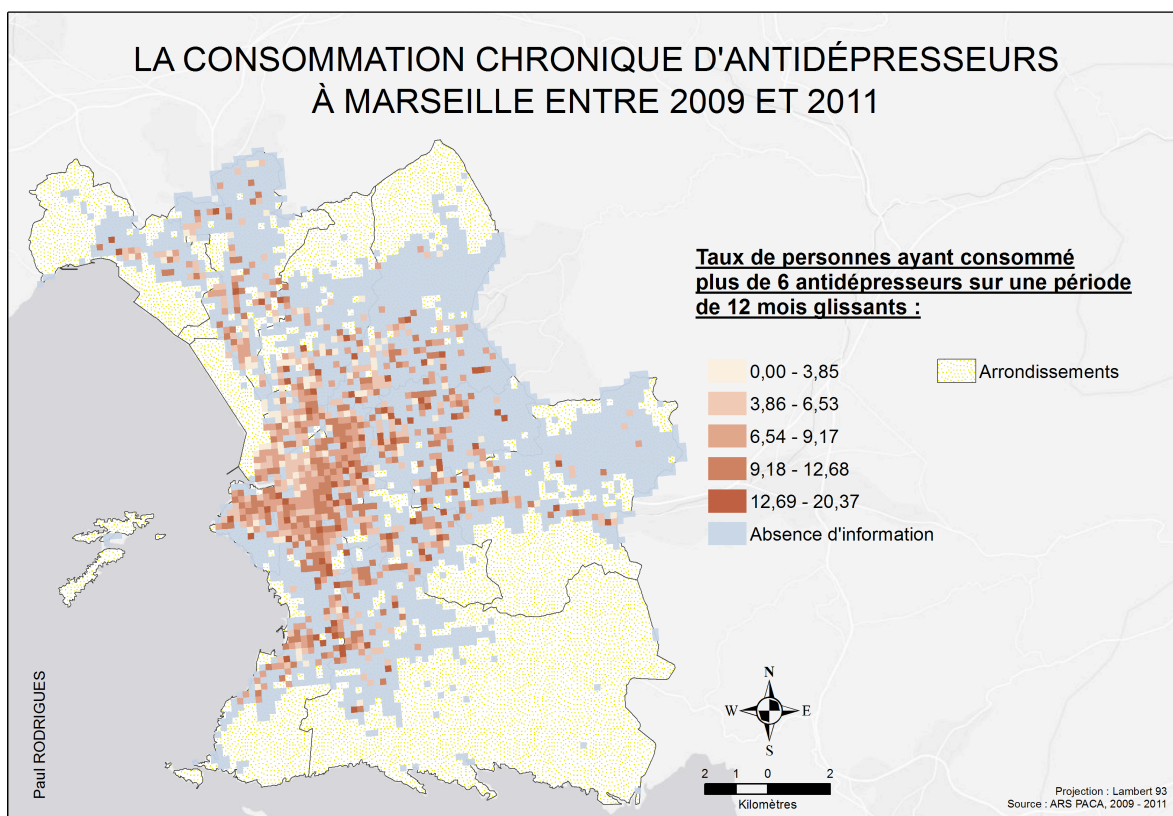 LA CONSOMMATION CHRONIQUE D'ANTIDÉPRESSEURS
À MARSEILLE ENTRE 2009 ET 2011
Taux de personnes ayant consommé
plus de 6 antidépresseurs sur une période
de 12 mois glissants :
0,00 - 3,85
3,86 - 6,53
6,54 - 9,17
9,18 - 12,68
12,69 - 20,37
Absence d'information
Arrondissements
N
W E
S
2 1 0 2
Kilomètres
Projection : Lambert 93
Source : ARS PACA, 2009 - 2011
Paul RODRIGUES